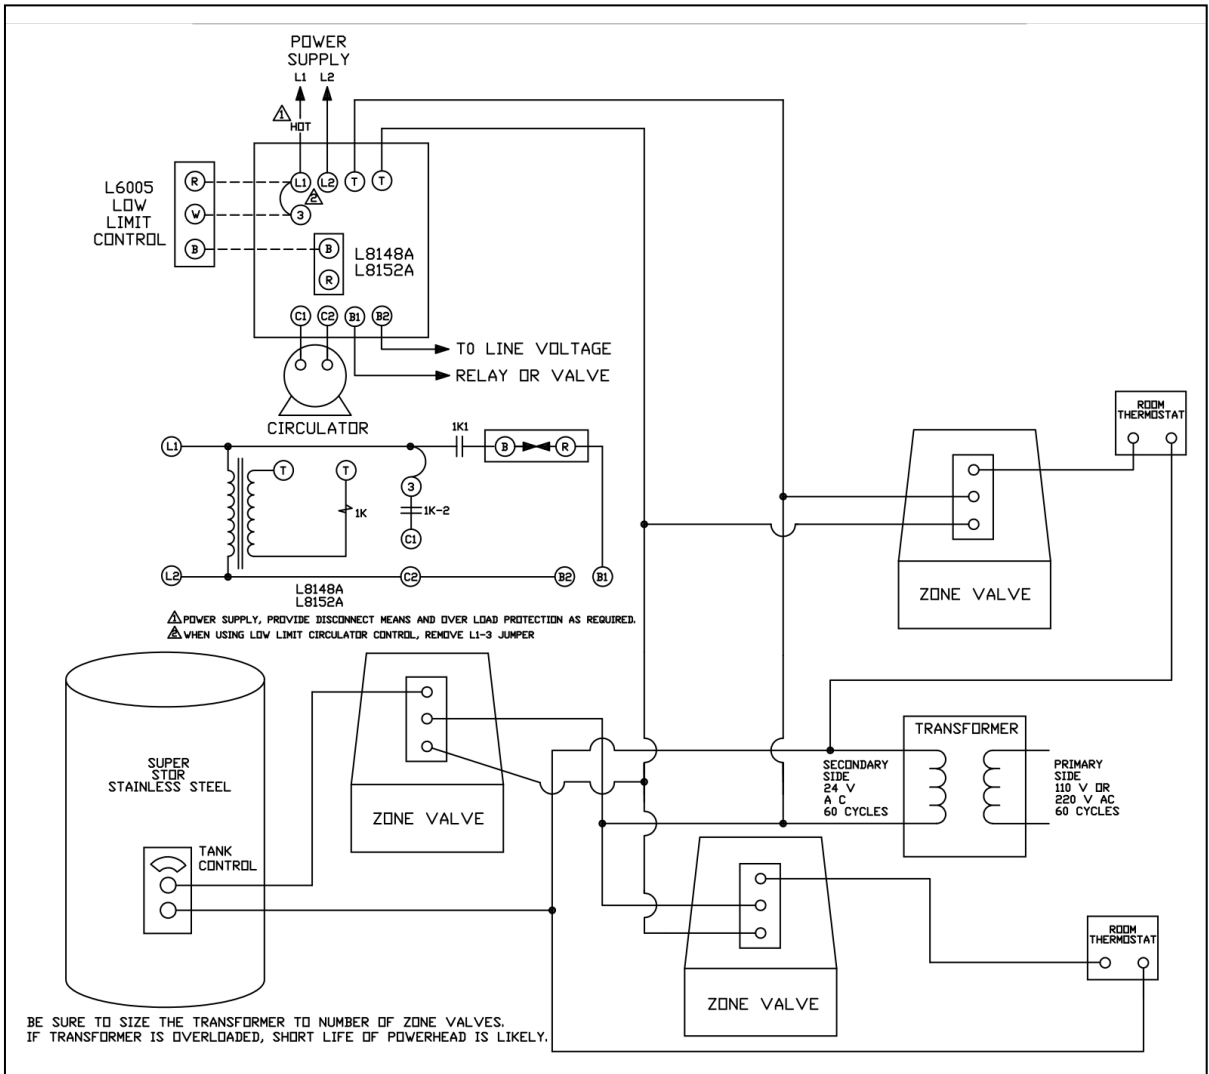 POWER
SUPPLY
L1 L2
1
HOT
L6005
LOW
LIMIT
CONTROL
R
W
B
L1 L2 T T
2
3
B
R
L8148A
L8152A
C1 C2 B1 B2
TO LINE VOLTAGE
RELAY OR VALVE
CIRCULATOR
L1
1K1
B R
T T
3
1K
1K-2
C1
L2
C2
B2 B1
L8148A
L8152A
1 POWER SUPPLY, PROVIDE DISCONNECT MEANS AND OVER LOAD PROTECTION AS REQUIRED.
2 WHEN USING LOW LIMIT CIRCULATOR CONTROL, REMOVE L1-3 JUMPER
ROOM
THERMOSTAT
ZONE VALVE
SUPER
STOR
STAINLESS STEEL
TANK
CONTROL
ZONE VALVE
TRANSFORMER
SECONDARY
SIDE
24 V
A C
60 CYCLES
PRIMARY
SIDE
110 V OR
220 V AC
60 CYCLES
ROOM
THERMOSTAT
ZONE VALVE
BE SURE TO SIZE THE TRANSFORMER TO NUMBER OF ZONE VALVES.
IF TRANSFORMER IS OVERLOADED, SHORT LIFE OF POWERHEAD IS LIKELY.